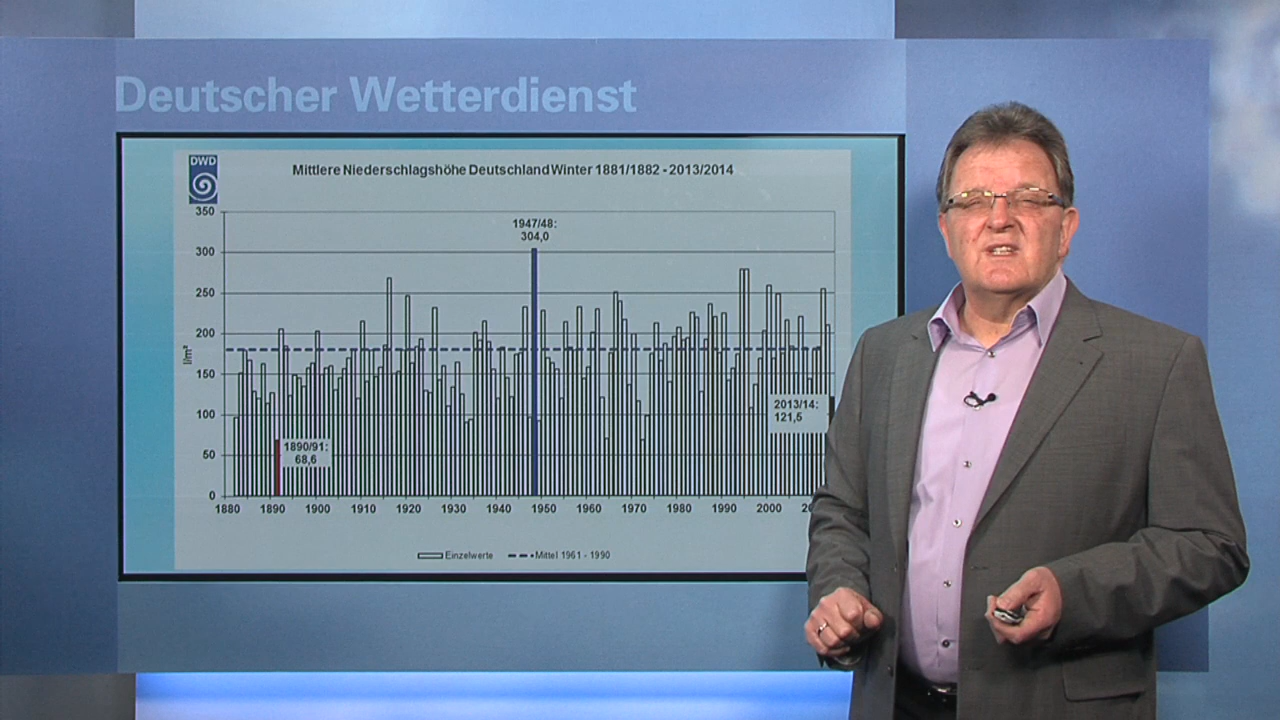 Deutscher Wetterdienst
DWD
Mittlere Niederschlagshöhe Deutschland Winter 1881/1882 - 2013/2014
350
1947/48:
304,0
300
250
200
l/m²
150
2013/14:
121,5
100
1890/91:
68,6
50
0
1880 1890 1900 1910 1920 1930 1940 1950 1960 1970 1980 1990 2000
Einzelwerte Mittel 1961 - 1990